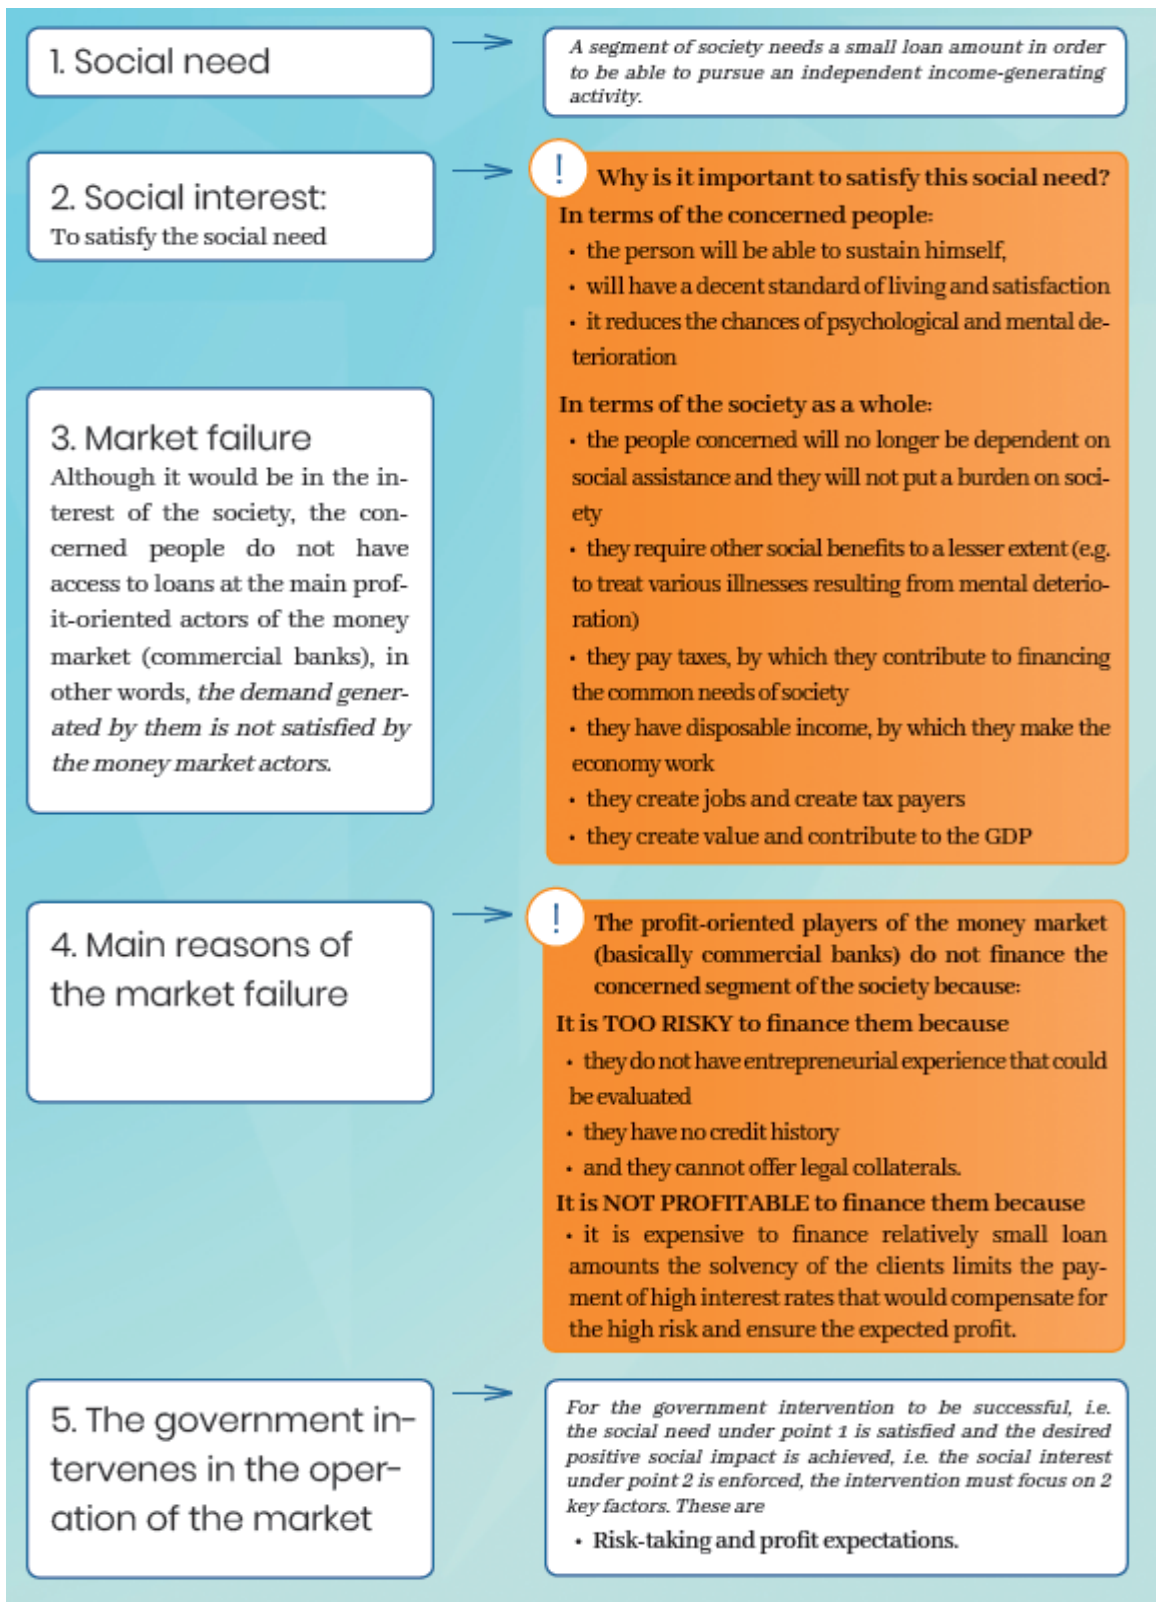 1. Social need
A segment of society needs a small loan amount in order
to be able to pursue an independent income-generating
activity.
2. Social interest:
To satisfy the social need
!
Why is it important to satisfy this social need?
In terms of the concerned people:
• the person will be able to sustain himself,
• will have a decent standard of living and satisfaction
• it reduces the chances of psychological and mental de-
terioration
In terms of the society as a whole:
• the people concerned will no longer be dependent on
social assistance and they will not put a burden on soci-
ety
• they require other social benefits to a lesser extent (e.g.
to treat various illnesses resulting from mental deterio-
ration)
• they pay taxes, by which they contribute to financing
the common needs of society
• they have disposable income, by which they make the
economy work
• they create jobs and create tax payers
• they create value and contribute to the GDP
3. Market failure
Although it would be in the in-
terest of the society, the con-
cerned people do not have
access to loans at the main prof-
it-oriented actors of the money
market (commercial banks), in
other words, the demand gener-
ated by them is not satisfied by
the money market actors.
4. Main reasons of
the market failure
!
The profit-oriented players of the money market
(basically commercial banks) do not finance the
concerned segment of the society because:
It is TOO RISKY to finance them because
• they do not have entrepreneurial experience that could
be evaluated
• they have no credit history
• and they cannot offer legal collaterals.
It is NOT PROFITABLE to finance them because
• it is expensive to finance relatively small loan
amounts the solvency of the clients limits the pay-
ment of high interest rates that would compensate for
the high risk and ensure the expected profit.
5. The government in-
tervenes in the oper-
ation of the market
For the government intervention to be successful, i.e.
the social need under point 1 is satisfied and the desired
positive social impact is achieved, i.e. the social interest
under point 2 is enforced, the intervention must focus on 2
key factors. These are
• Risk-taking and profit expectations.